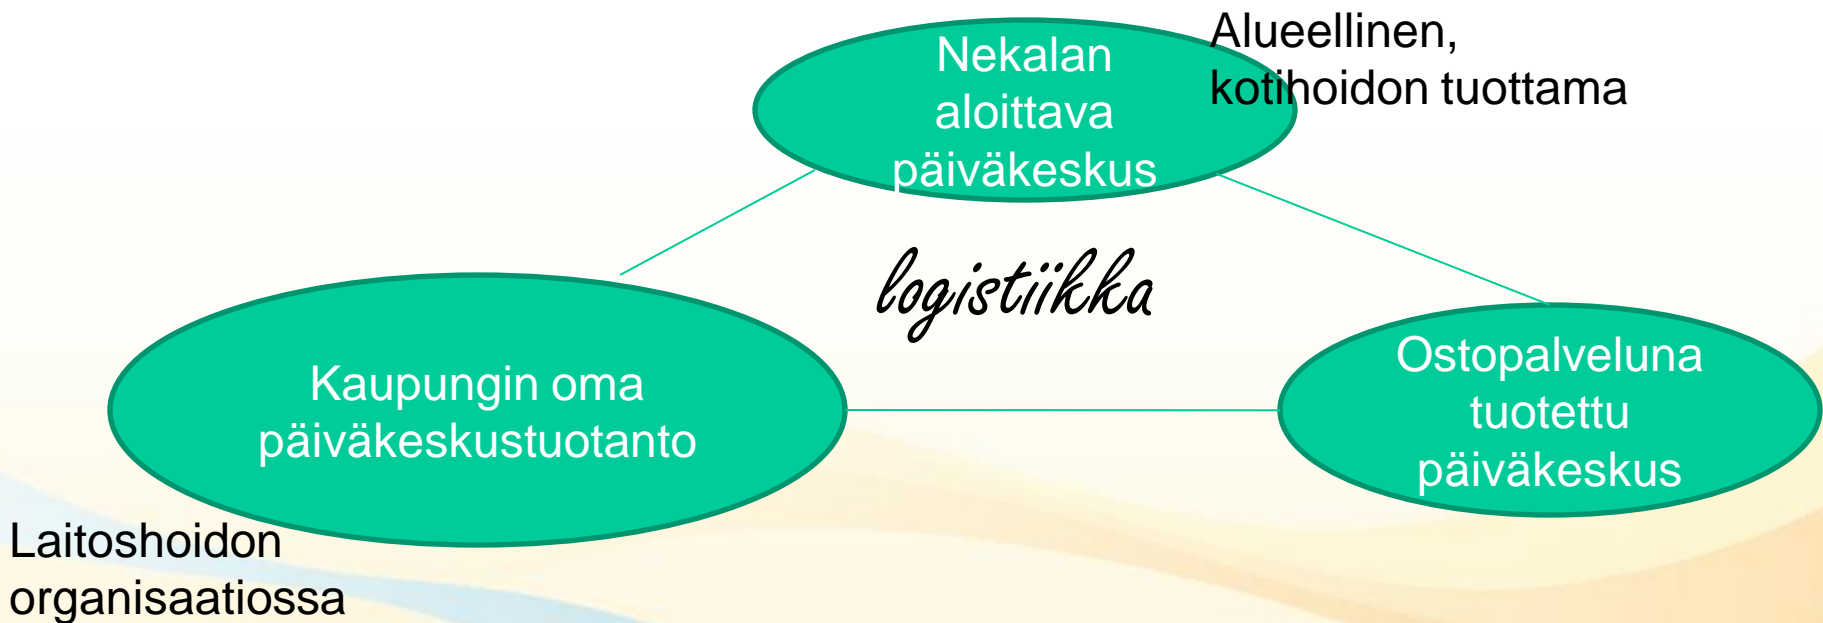 Alueellinen,
kotihoidon tuottama
Nekalan
aloittava
päiväkeskus
logistiikka
Kaupungin oma
päiväkeskustuotanto
Ostopalveluna
tuotettu
päiväkeskus
Laitoshoidon
organisaatiossa